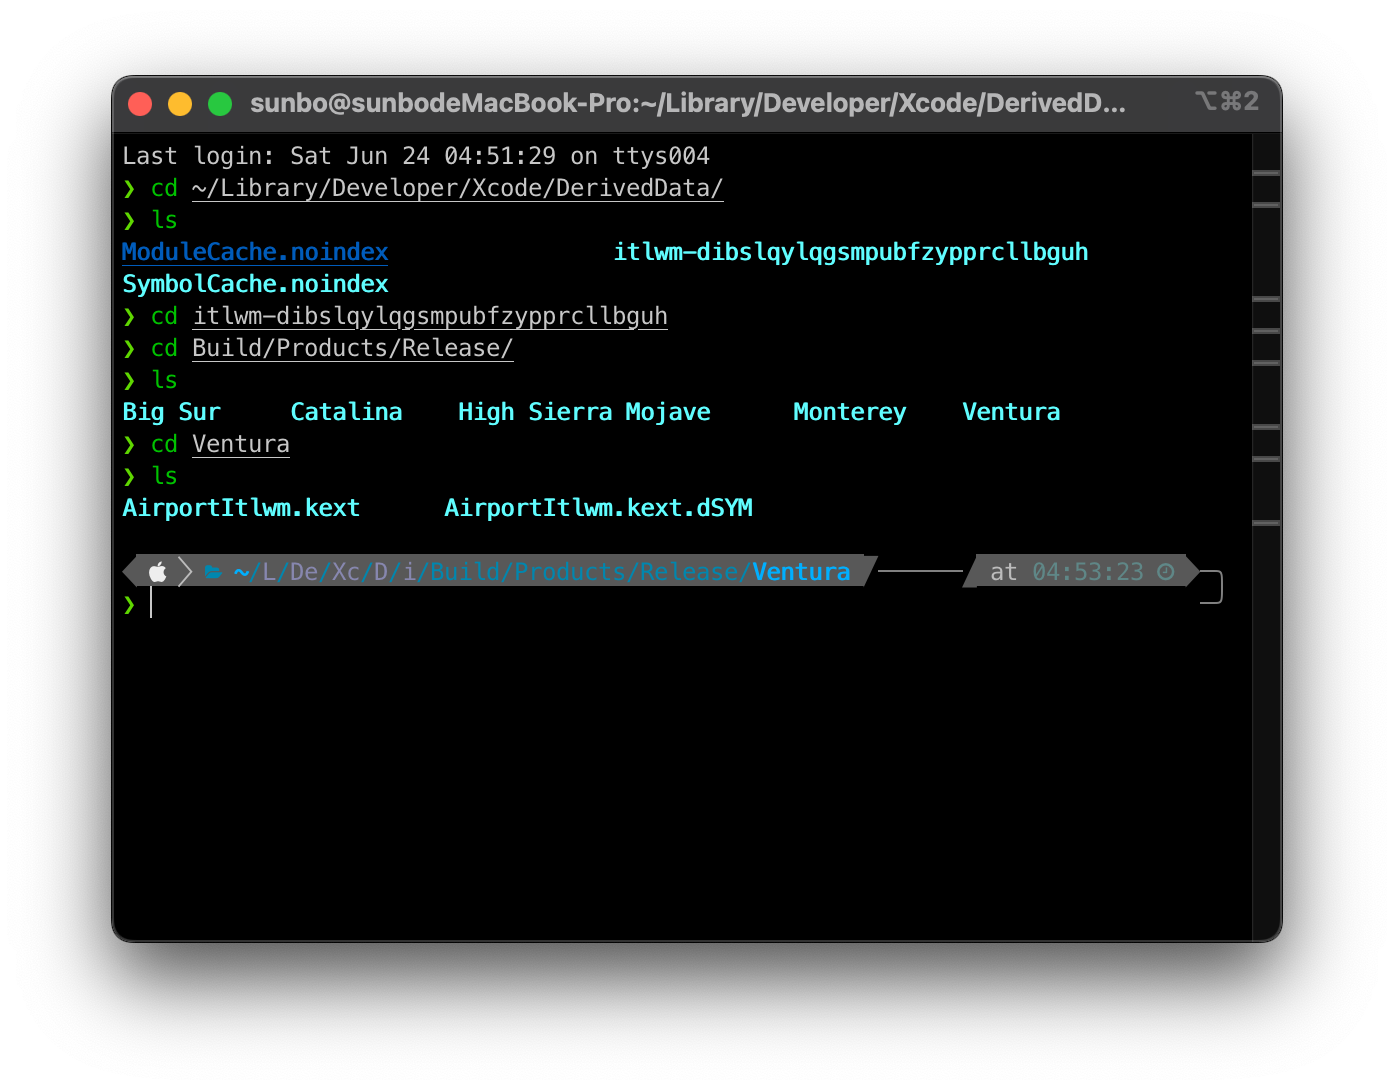 sunbo@sunbodeMacBook-Pro:~/Library/Developer/Xcode/DerivedD... ⌥⌘2
Last login: Sat Jun 24 04:51:29 on ttys004
❯ cd ~/Library/Developer/Xcode/DerivedData/
❯ ls
ModuleCache.noindex itlwm-dibslqylqgsmpubfzypprcllbguh
SymbolCache.noindex
❯ cd itlwm-dibslqylqgsmpubfzypprcllbguh
❯ cd Build/Products/Release/
❯ ls
Big Sur Catalina High Sierra Mojave Monterey Ventura
❯ cd Ventura
❯ ls
AirportItlwm.kext AirportItlwm.kext.dSYM
~/L/De/Xc/D/i/Build/Products/Release/Ventura at 04:53:23
❯